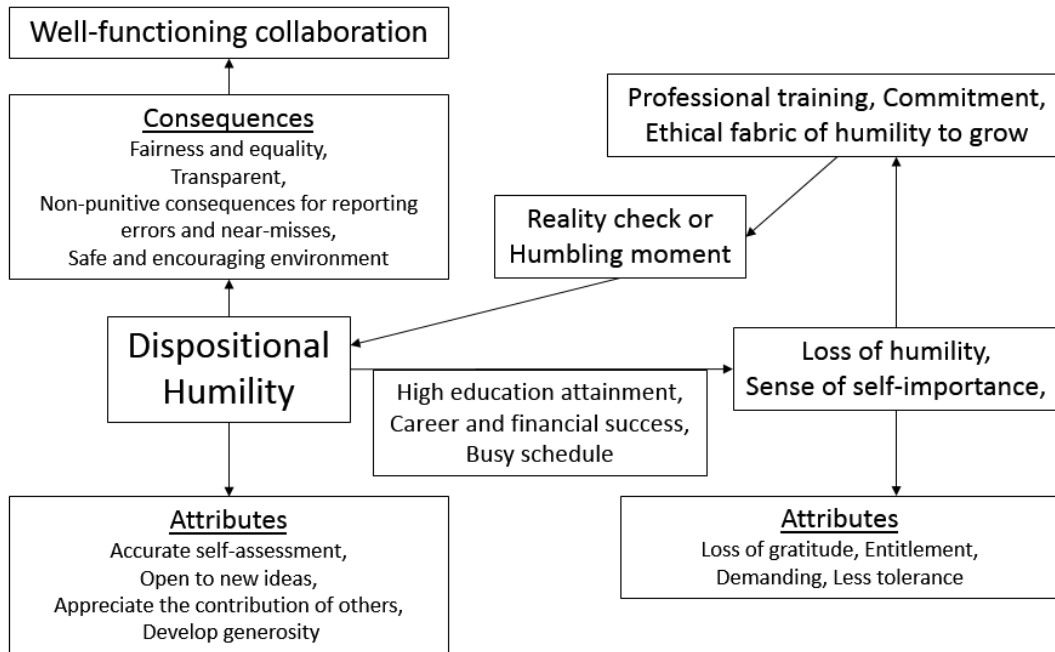 Well-functioning collaboration
Consequences
Fairness and equality,
Transparent,
Non-punitive consequences for reporting
errors and near-misses,
Safe and encouraging environment
Professional training, Commitment,
Ethical fabric of humility to grow
Reality check or
Humbling moment
Dispositional
Humility
High education attainment,
Career and financial success,
Busy schedule
Loss of humility,
Sense of self-importance,
Attributes
Accurate self-assessment,
Open to new ideas,
Appreciate the contribution of others,
Develop generosity
Attributes
Loss of gratitude, Entitlement,
Demanding, Less tolerance